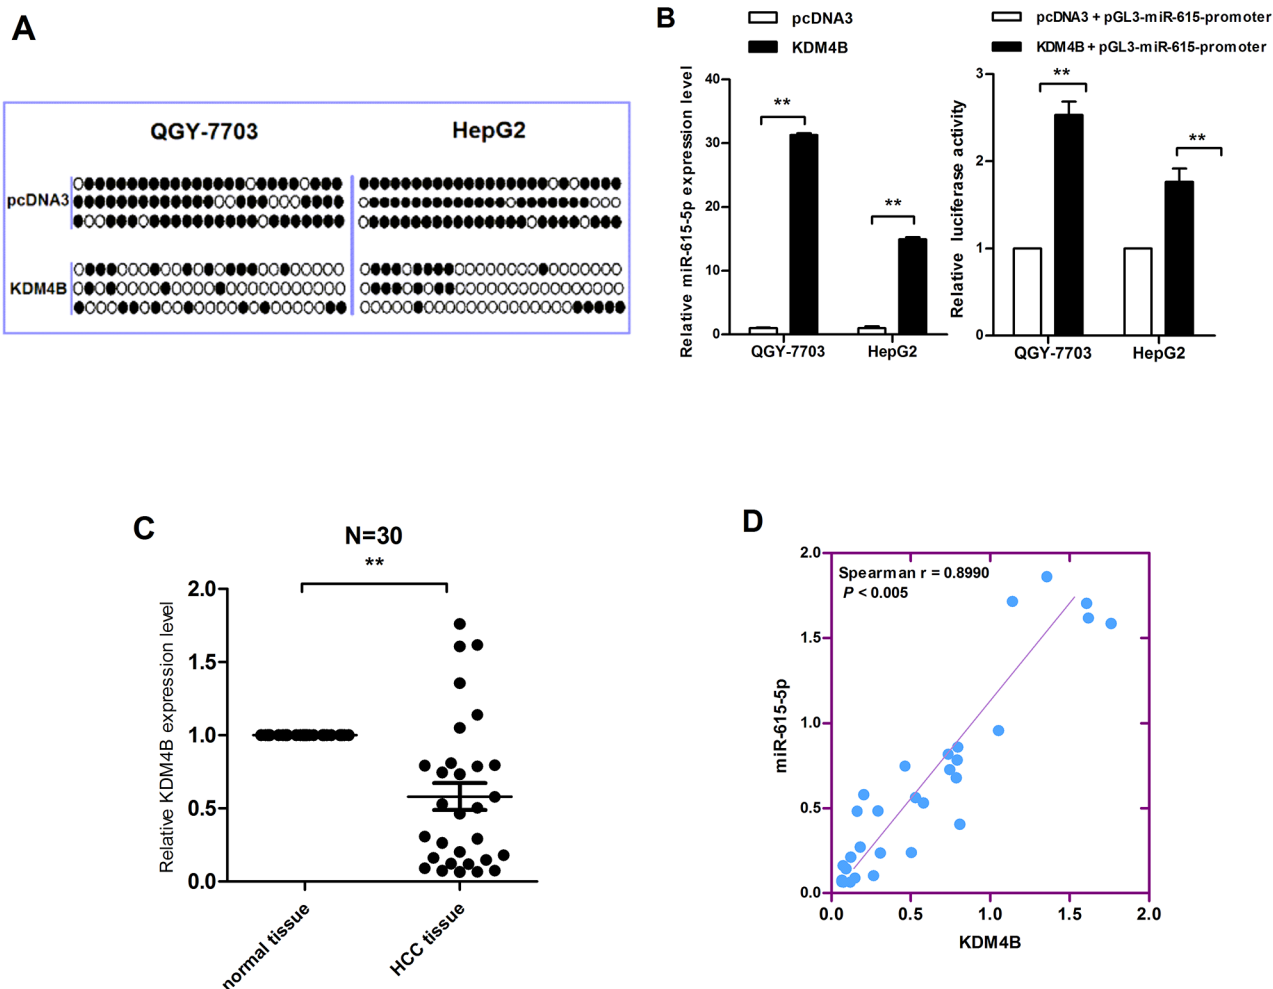 A
QGY-7703
HepG2
pcDNA3
KDM4B
B
pcDNA3
KDM4B
Relative miR-615-5p expression level
40
30
20
10
0
**
**
QGY-7703
HepG2
pcDNA3 + pGL3-miR-615-promoter
KDM4B + pGL3-miR-615-promoter
Relative luciferase activity
3
2
1
0
**
**
QGY-7703
HepG2
C
N=30
**
Relative KDM4B expression level
2.0
1.5
1.0
0.5
0.0
normal tissue
HCC tissue
D
Spearman r = 0.8990
P < 0.005
miR-615-5p
2.0
1.5
1.0
0.5
0.0
0.0
0.5
1.0
1.5
2.0
KDM4B